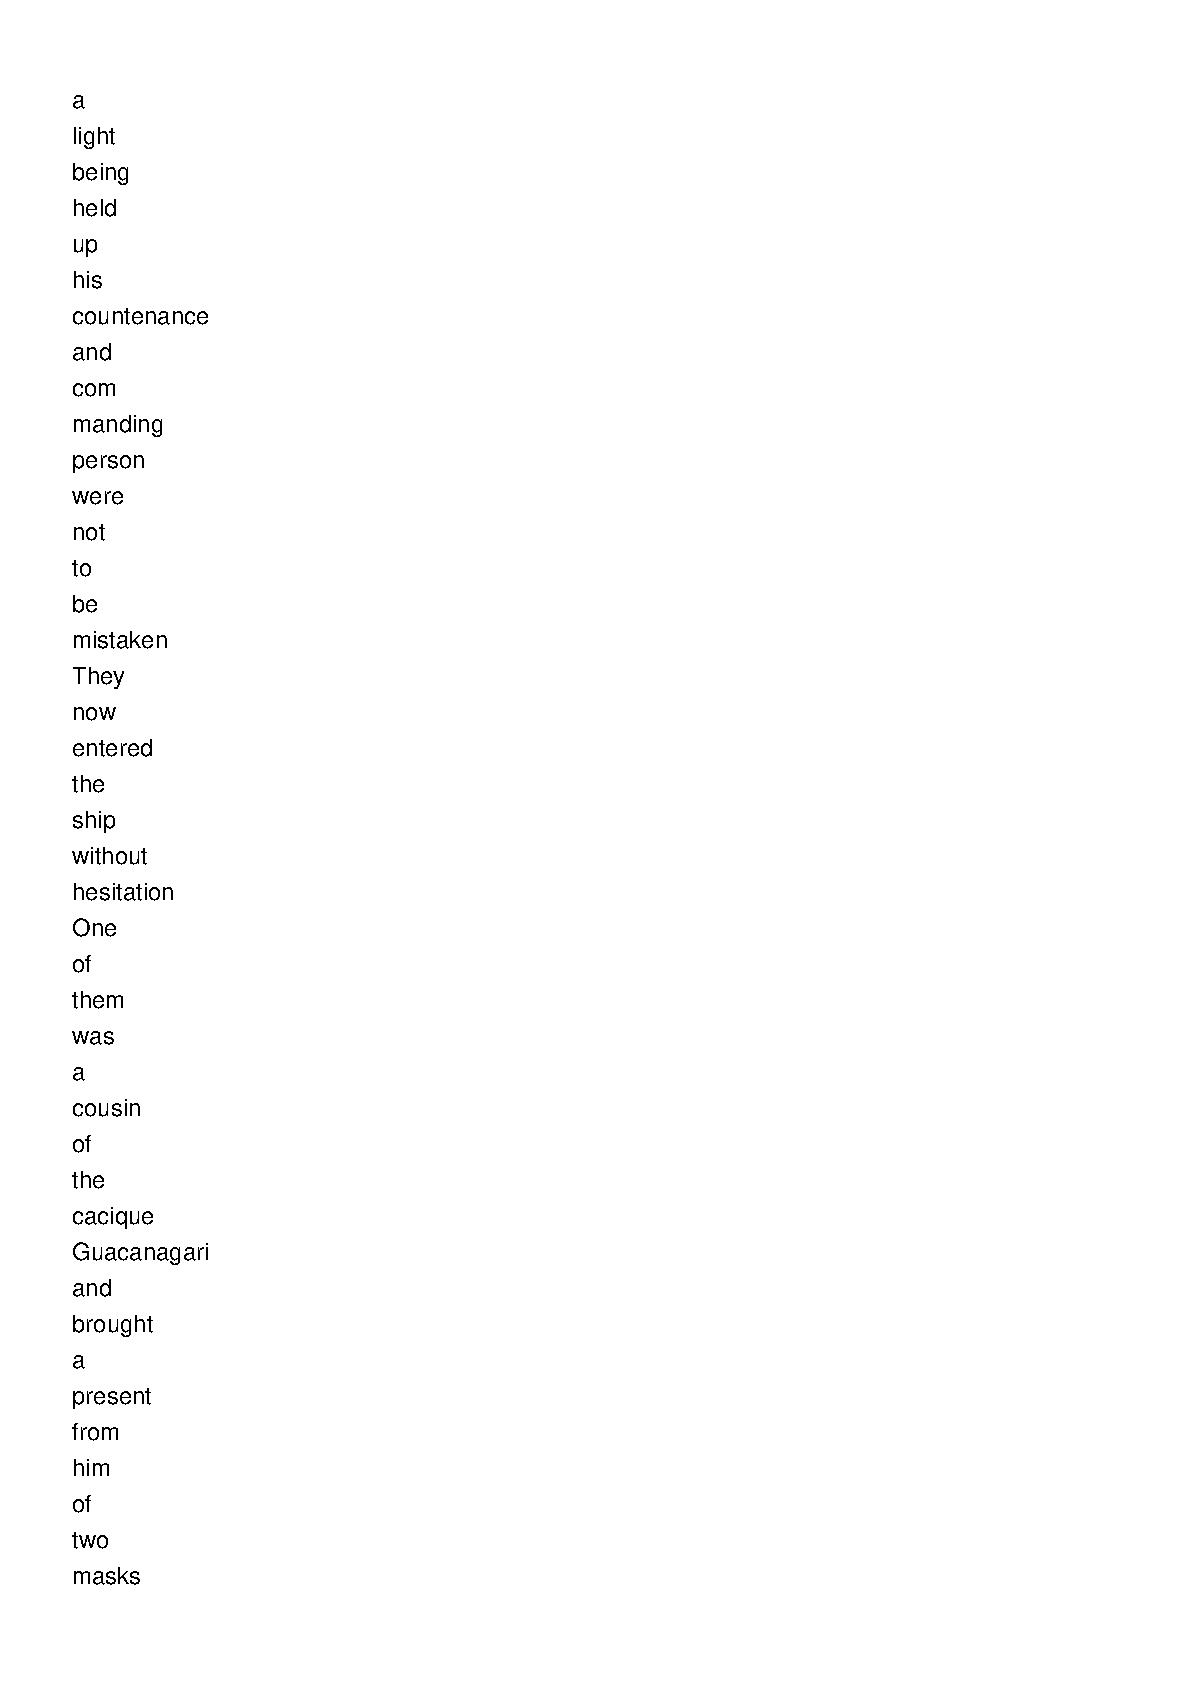 a
light
being
held
up
his
countenance
and
com
manding
person
were
not
to
be
mistaken
They
now
entered
the
ship
without
hesitation
One
of
them
was
a
cousin
of
the
cacique
Guacanagari
and
brought
a
present
from
him
of
two
masks